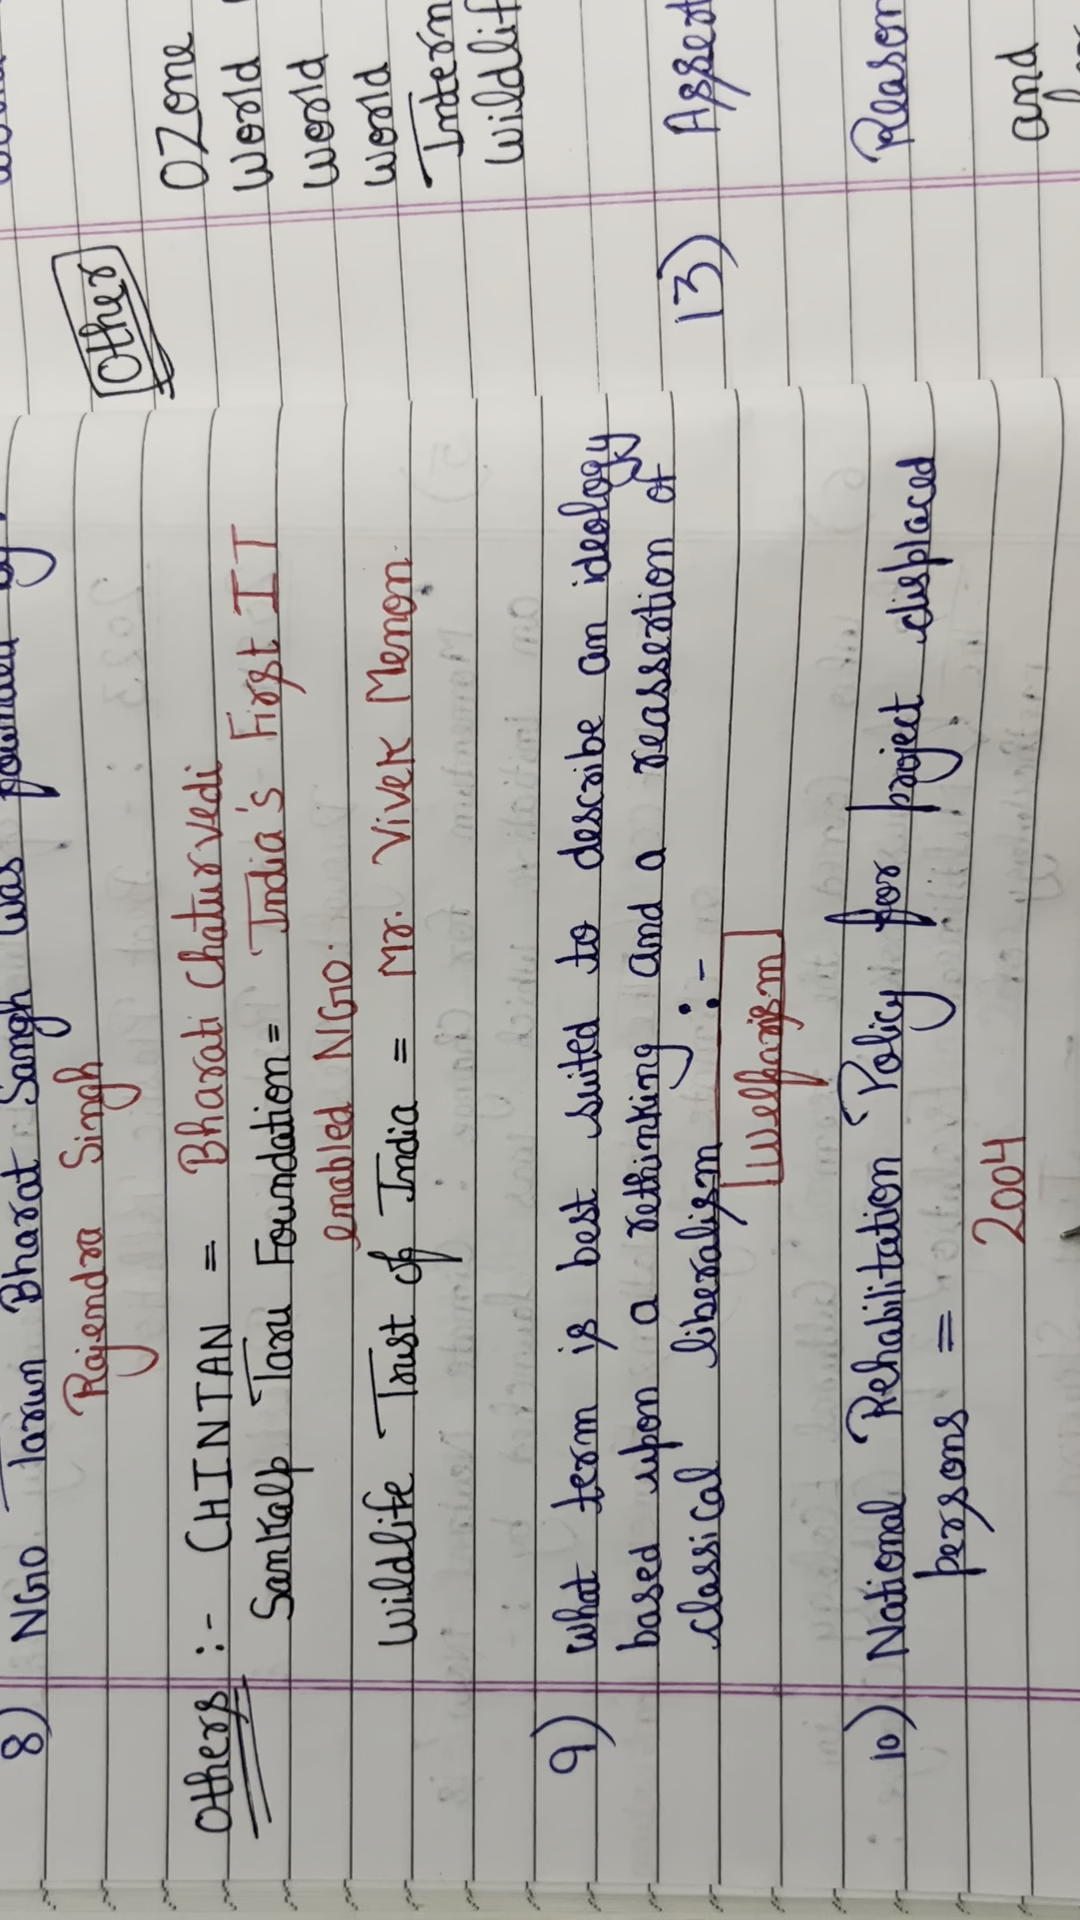 8) NGO Tarun Bharat Sangh was founded by
Rajendra Singh
Others :- CHINTAN = Bharati Chaturvedi
Samkalp Taru Foundation = India's First IT
enabled NGO.
Wildlife Trust of India = Mr. Vivek Menon.
9) What term is best suited to describe an ideology
based upon a rethinking and a reassertion of
classical liberalism :-
Welfarism
10) National Rehabilitation Policy for project displaced
persons =
2004
Other
Ozone
World
World
World
Intern
Wildlif
13) Assert
Reason
and